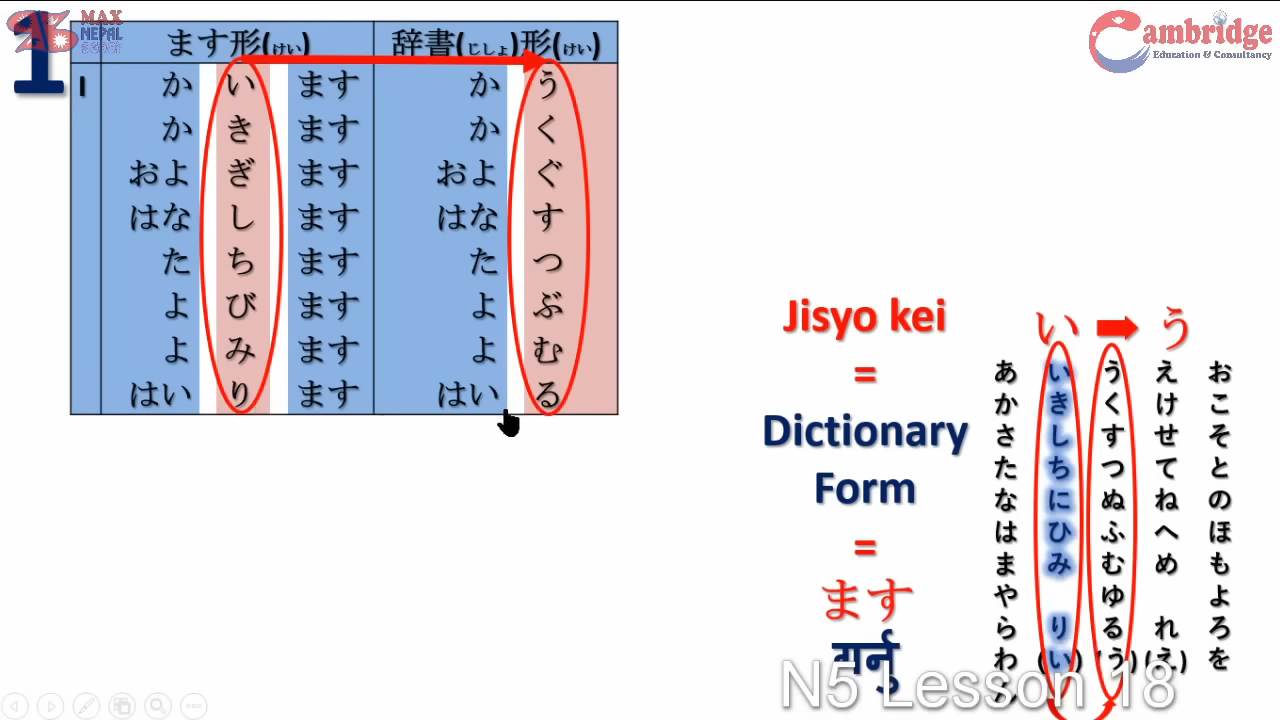 1
MAX
NEPAL
ambridge
Education & Consultancy
ます形(けい) 辞書(じしょ)形(けい)
I か い ます か う
か き ます か く
およ ぎ ます およ ぐ
はな し ます はな す
た ち ます た つ
よ び ます よ ぶ
よ み ます よ む
はい り ます はい る
Jisyo kei
=
Dictionary
Form
=
ます
गर्नु
い う
あ い う え お
か き く け こ
さ し す せ そ
た ち つ て と
な に ぬ ね の
は ひ ふ へ ほ
ま み む め も
や ゆ よ
ら り る れ ろ
わ (い) (う) (え) を
N5 Lesson 18